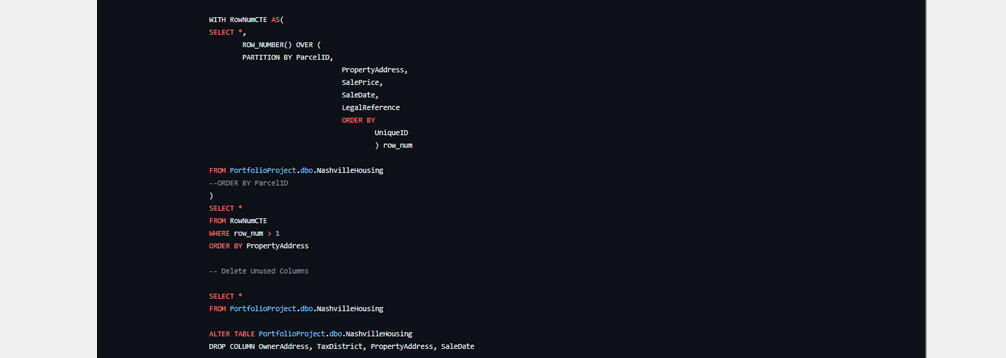 WITH RowNumCTE AS(
SELECT *,
ROW_NUMBER() OVER (
PARTITION BY ParcelID,
PropertyAddress,
SalePrice,
SaleDate,
LegalReference
ORDER BY
UniqueID
) row_num
FROM PortfolioProject.dbo.NashvilleHousing
--ORDER BY ParcelID
)
SELECT *
FROM RowNumCTE
WHERE row_num > 1
ORDER BY PropertyAddress
-- Delete Unused Columns
SELECT *
FROM PortfolioProject.dbo.NashvilleHousing
ALTER TABLE PortfolioProject.dbo.NashvilleHousing
DROP COLUMN OwnerAddress, TaxDistrict, PropertyAddress, SaleDate